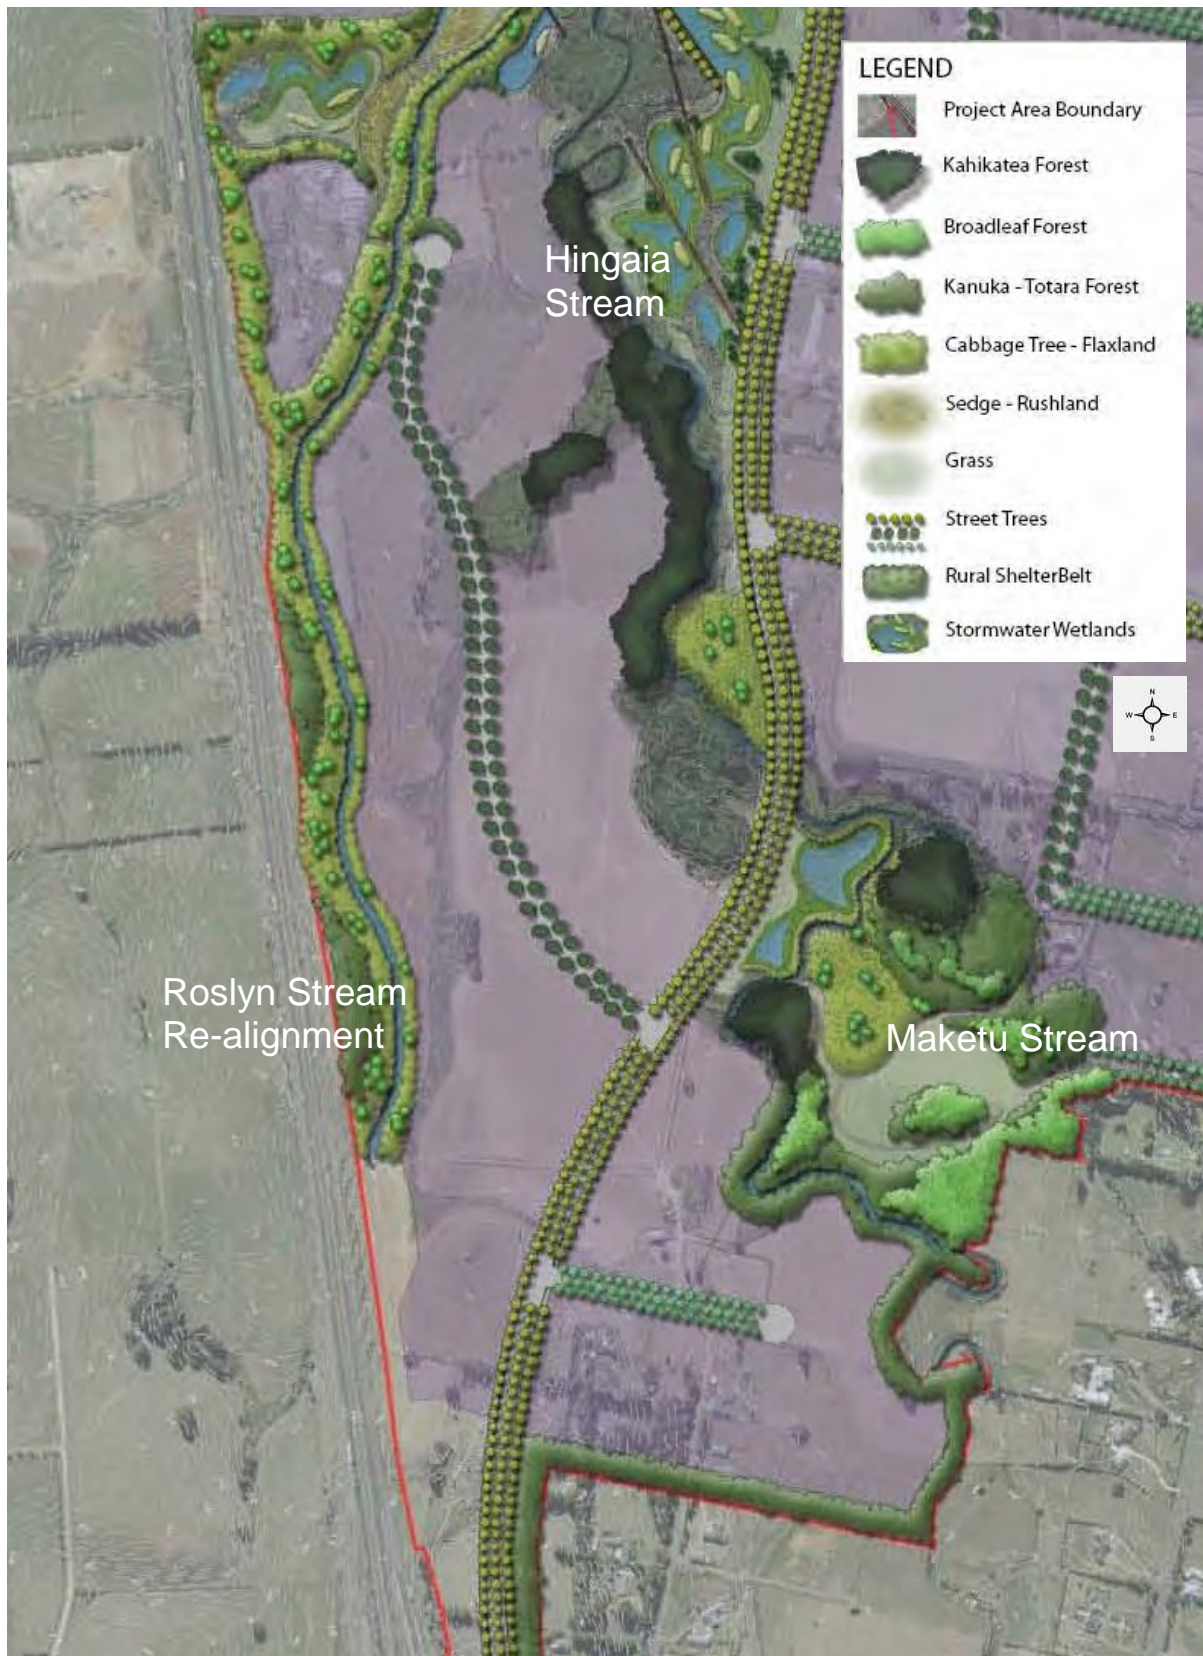 LEGEND
Project Area Boundary
Kahikatea Forest
Broadleaf Forest
Kanuka - Totara Forest
Cabbage Tree - Flaxland
Sedge - Rushland
Grass
Street Trees
Rural ShelterBelt
Stormwater Wetlands
N
W E
S
Hingaia
Stream
Roslyn Stream
Re-alignment
Maketu Stream